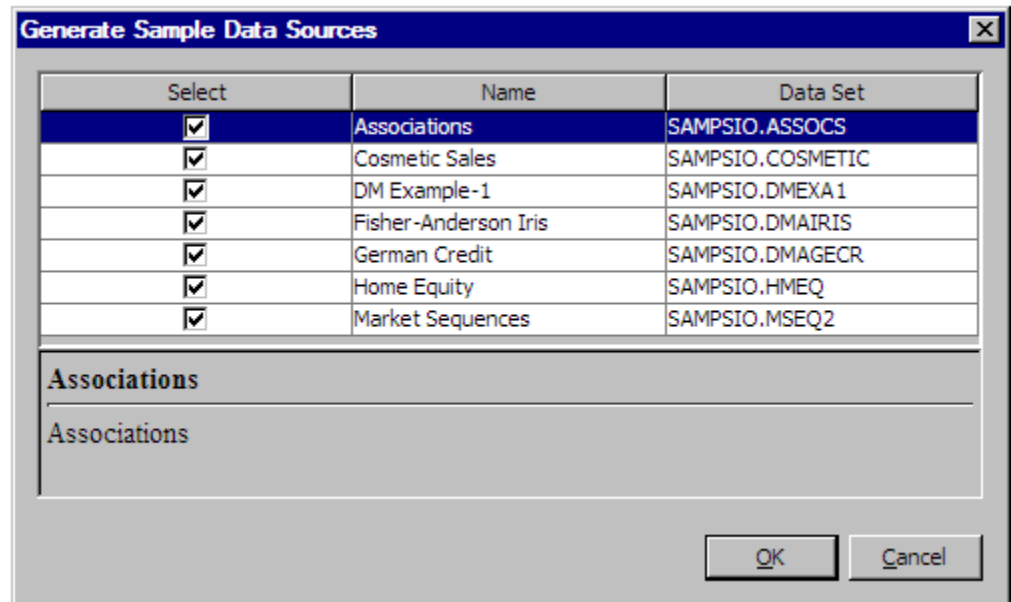 Generate Sample Data Sources
Select Name Data Set
Associations SAMPSIO.ASSOCS
Cosmetic Sales SAMPSIO.COSMETIC
DM Example-1 SAMPSIO.DMEXA1
Fisher-Anderson Iris SAMPSIO.DMAIRIS
German Credit SAMPSIO.DMAGECR
Home Equity SAMPSIO.HMEQ
Market Sequences SAMPSIO.MSEQ2
Associations
Associations
OK Cancel